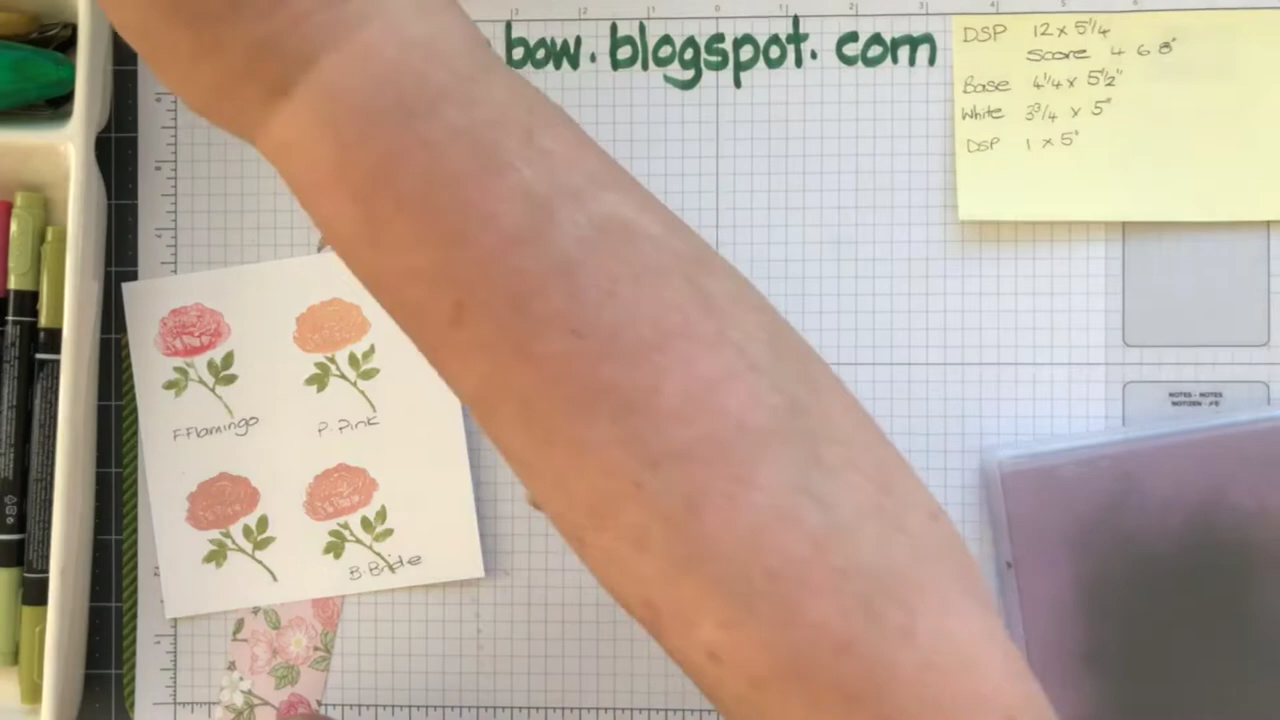 bow.blogspot.com
DSP 12 x 5 1/4
Score 4 6 8"
Base 4 1/4 x 5 1/2"
White 3 3/4 x 5"
DSP 1 x 5"
F.Flamingo
P.Pink
B.Bride
NOTES - NOTES